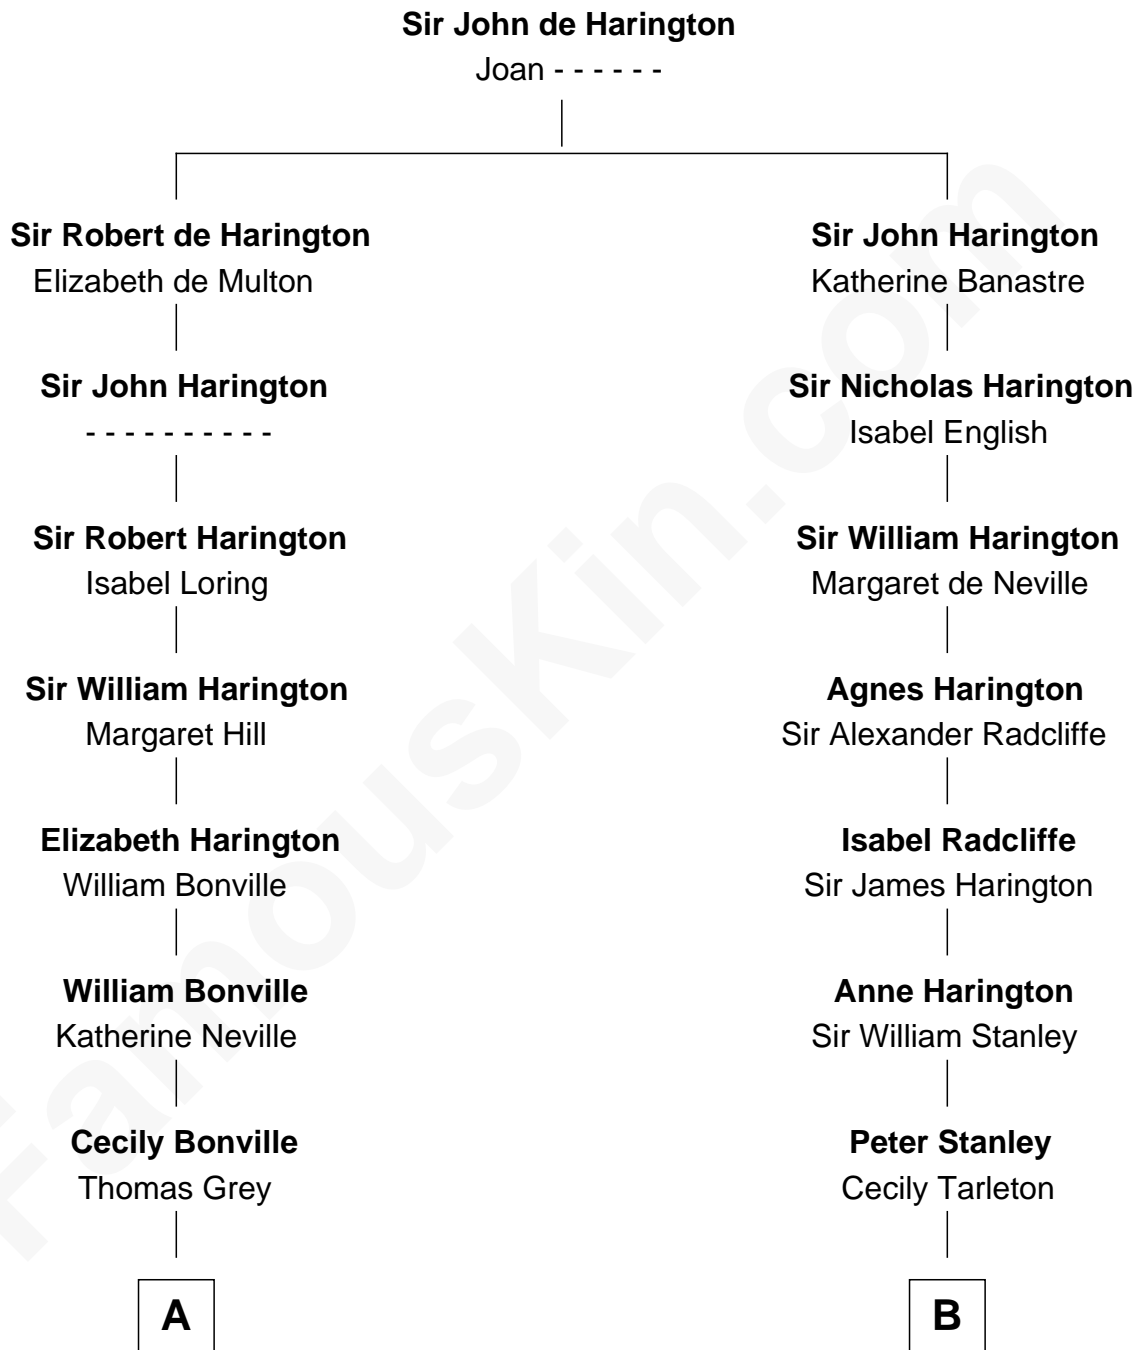 Sir John de Harington
Joan - - - - - -
Sir Robert de Harington
Elizabeth de Multon
Sir John Harington
Katherine Banastre
Sir John Harington
- - - - - - - - - -
Sir Nicholas Harington
Isabel English
Sir Robert Harington
Isabel Loring
Sir William Harington
Margaret de Neville
Sir William Harington
Margaret Hill
Agnes Harington
Sir Alexander Radcliffe
Elizabeth Harington
William Bonville
Isabel Radcliffe
Sir James Harington
William Bonville
Katherine Neville
Anne Harington
Sir William Stanley
Cecily Bonville
Thomas Grey
Peter Stanley
Cecily Tarleton
A
B
FamousKin.com